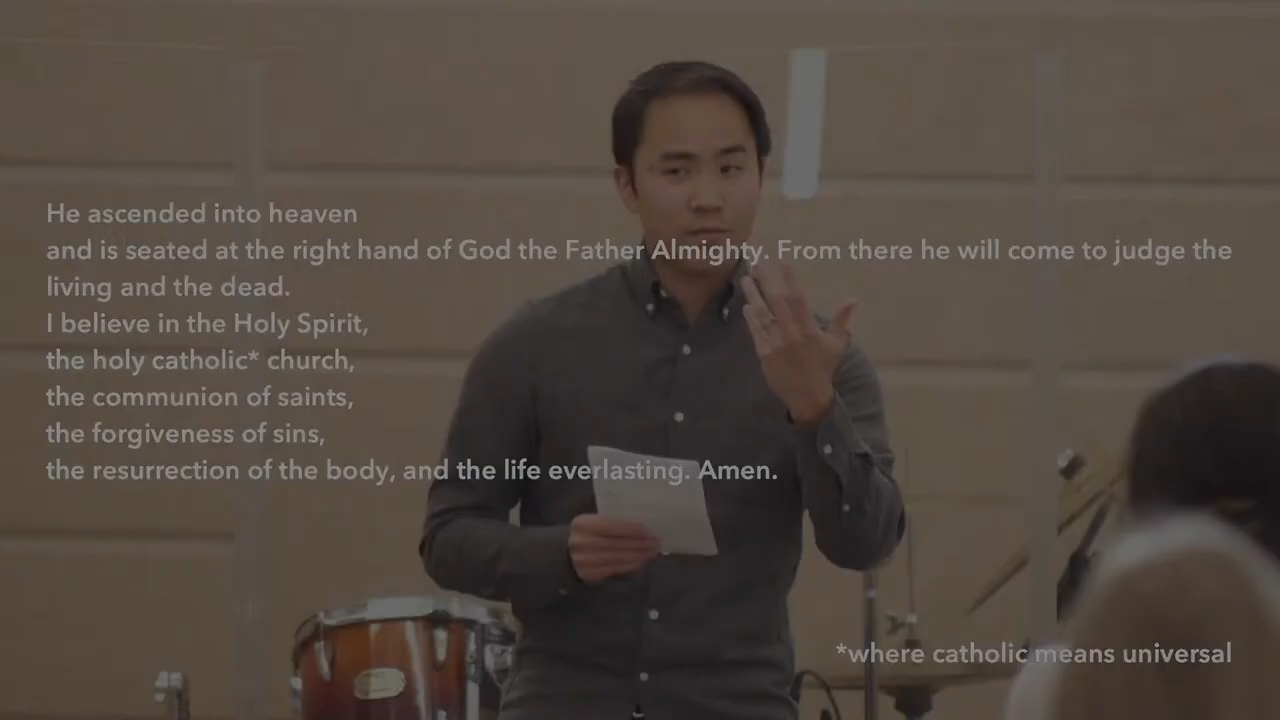 He ascended into heaven
and is seated at the right hand of God the Father Almighty. From there he will come to judge the
living and the dead.
I believe in the Holy Spirit,
the holy catholic* church,
the communion of saints,
the forgiveness of sins,
the resurrection of the body, and the life everlasting. Amen.
*where catholic means universal